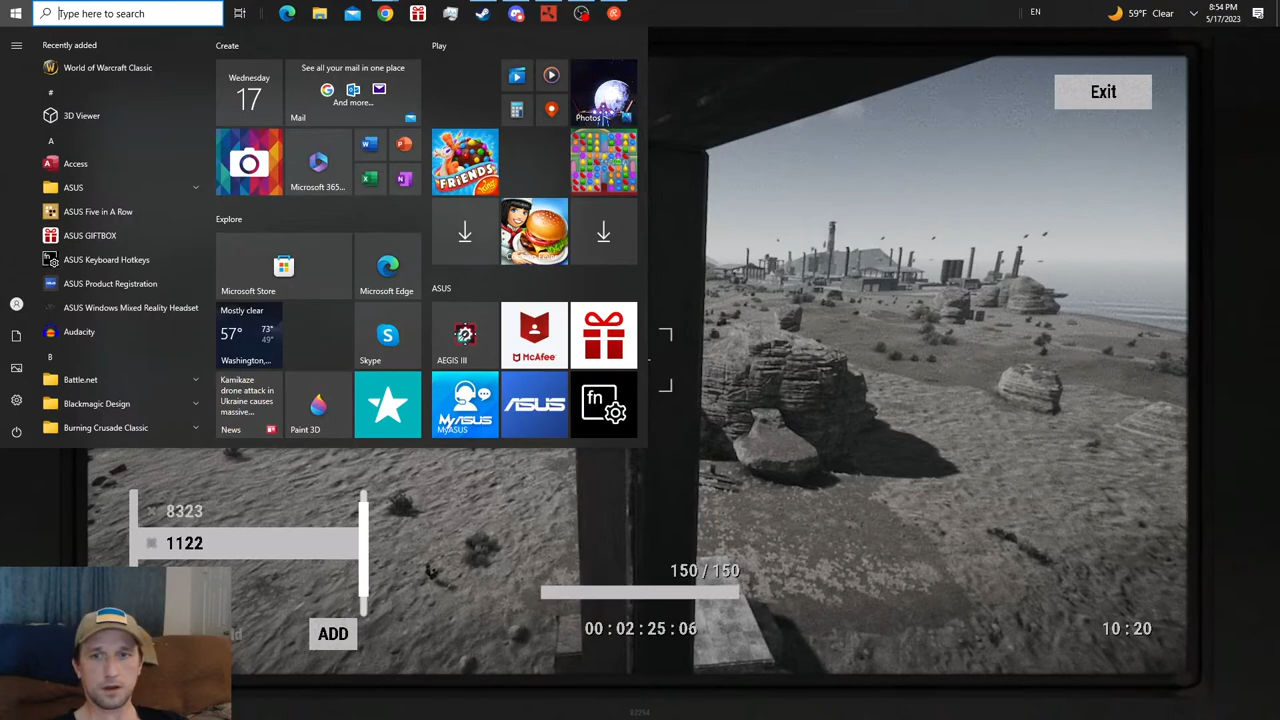 Type here to search
EN
59°F Clear
8:54 PM
5/17/2023
Recently added
World of Warcraft Classic
#
3D Viewer
A
Access
ASUS
ASUS Five in A Row
ASUS GIFTBOX
ASUS Keyboard Hotkeys
ASUS Product Registration
ASUS Windows Mixed Reality Headset
Audacity
B
Battle.net
Blackmagic Design
Burning Crusade Classic
Create
Wednesday
17
See all your mail in one place
And more...
Mail
Microsoft 365...
Explore
Microsoft Store
Microsoft Edge
Mostly clear
57°
73°
49°
Washington,...
Skype
Kamikaze
drone attack in
Ukraine causes
massive...
News
Paint 3D
Play
Photos
FRIENDS
ASUS
AEGIS III
McAfee
MyASUS
MyASUS
ASUS
fn
Exit
8323
1122
ADD
150 / 150
00:02:25:06
10:20